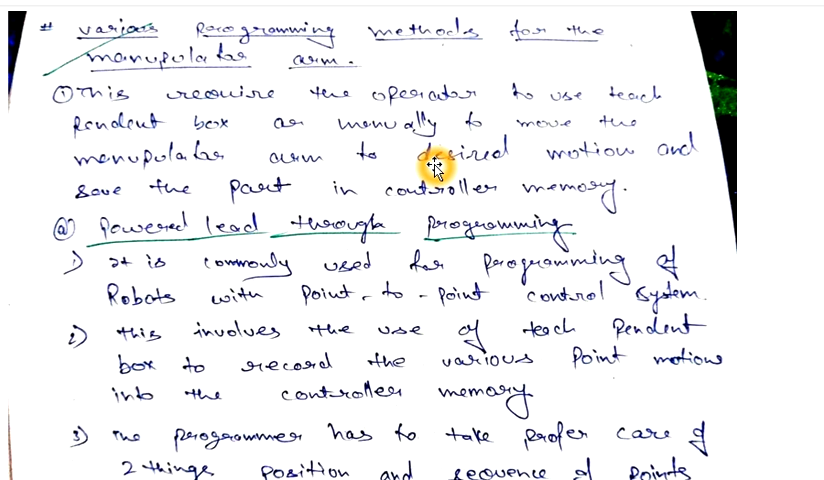 # various programming methods for the
manupulator arm.
① This require the operator to use teach
Pendent box or menually to move the
manupulator arm to desired motion and
save the part in controller memory.
ⓐ Powered lead through programming
1) It is commonly used for programming of
Robots with point-to-point control system.
2) This involves the use of teach Pendent
box to record the various Point motions
into the controller memory
3) The programmer has to take proper care of
2 things position and sequence of points